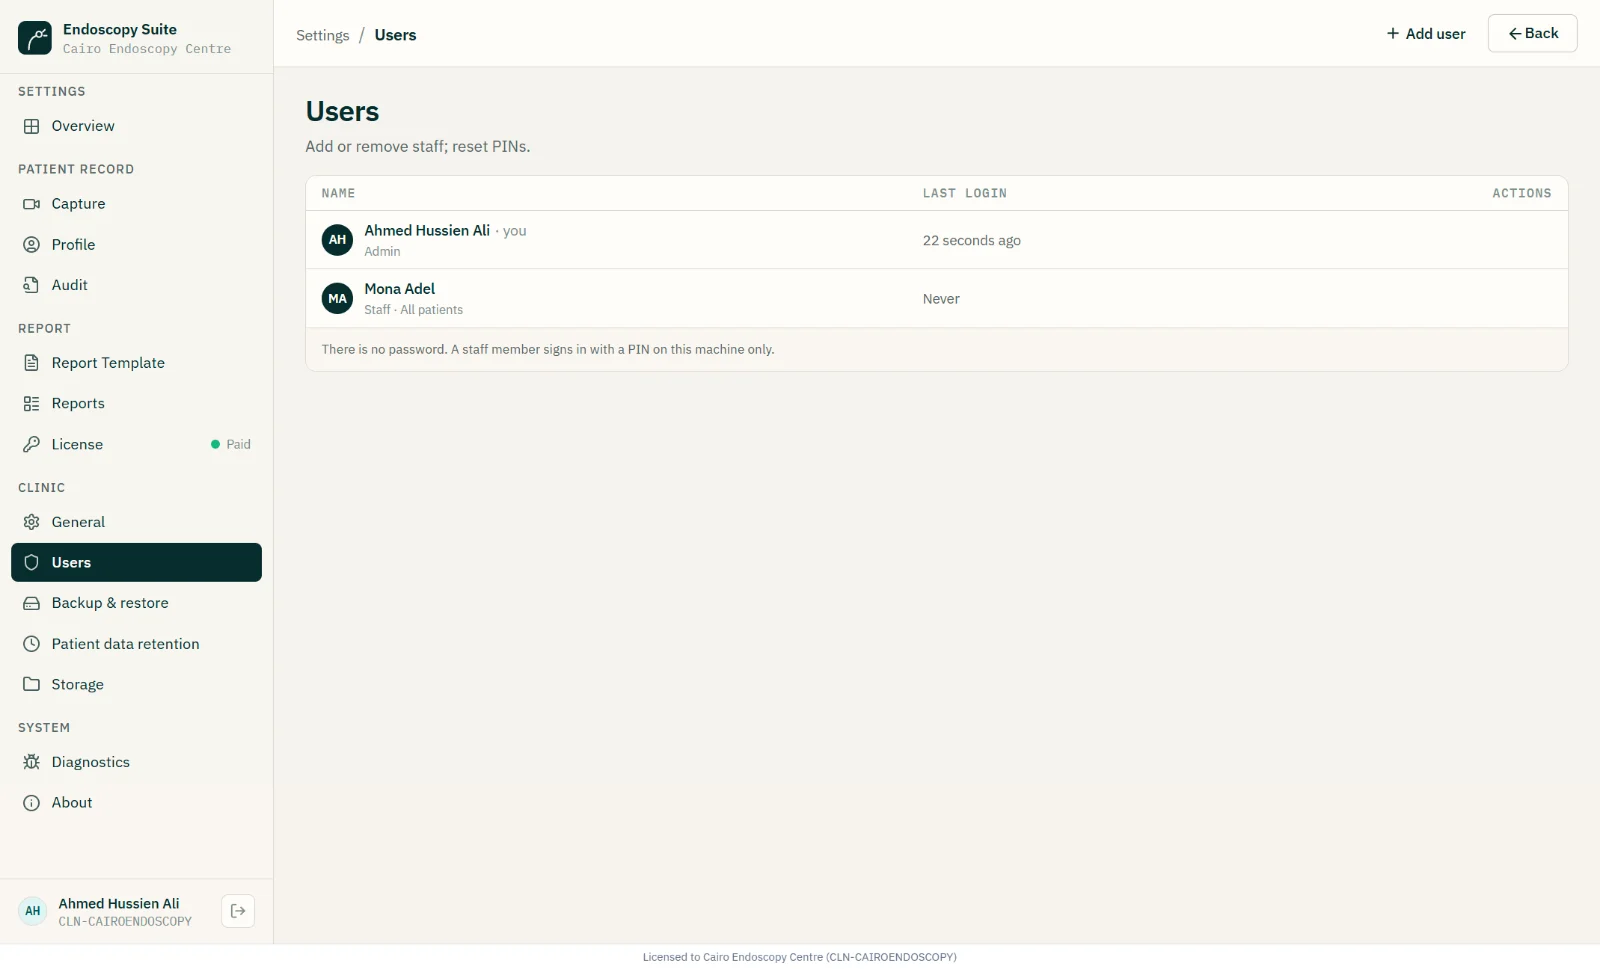 Endoscopy Suite
Cairo Endoscopy Centre
SETTINGS
Overview
PATIENT RECORD
Capture
Profile
Audit
REPORT
Report Template
Reports
License
Paid
CLINIC
General
Users
Backup & restore
Patient data retention
Storage
SYSTEM
Diagnostics
About
AH
Ahmed Hussien Ali
CLN-CAIROENDOSCOPY
Settings / Users
+ Add user
← Back
Users
Add or remove staff; reset PINs.
NAME LAST LOGIN ACTIONS
AH
Ahmed Hussien Ali · you
Admin
22 seconds ago
MA
Mona Adel
Staff · All patients
Never
There is no password. A staff member signs in with a PIN on this machine only.
Licensed to Cairo Endoscopy Centre (CLN-CAIROENDOSCOPY)